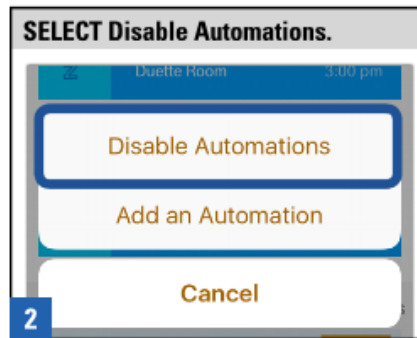 SELECT Disable Automations.
Duette Room 3:00 pm
Disable Automations
Add an Automation
Cancel
2